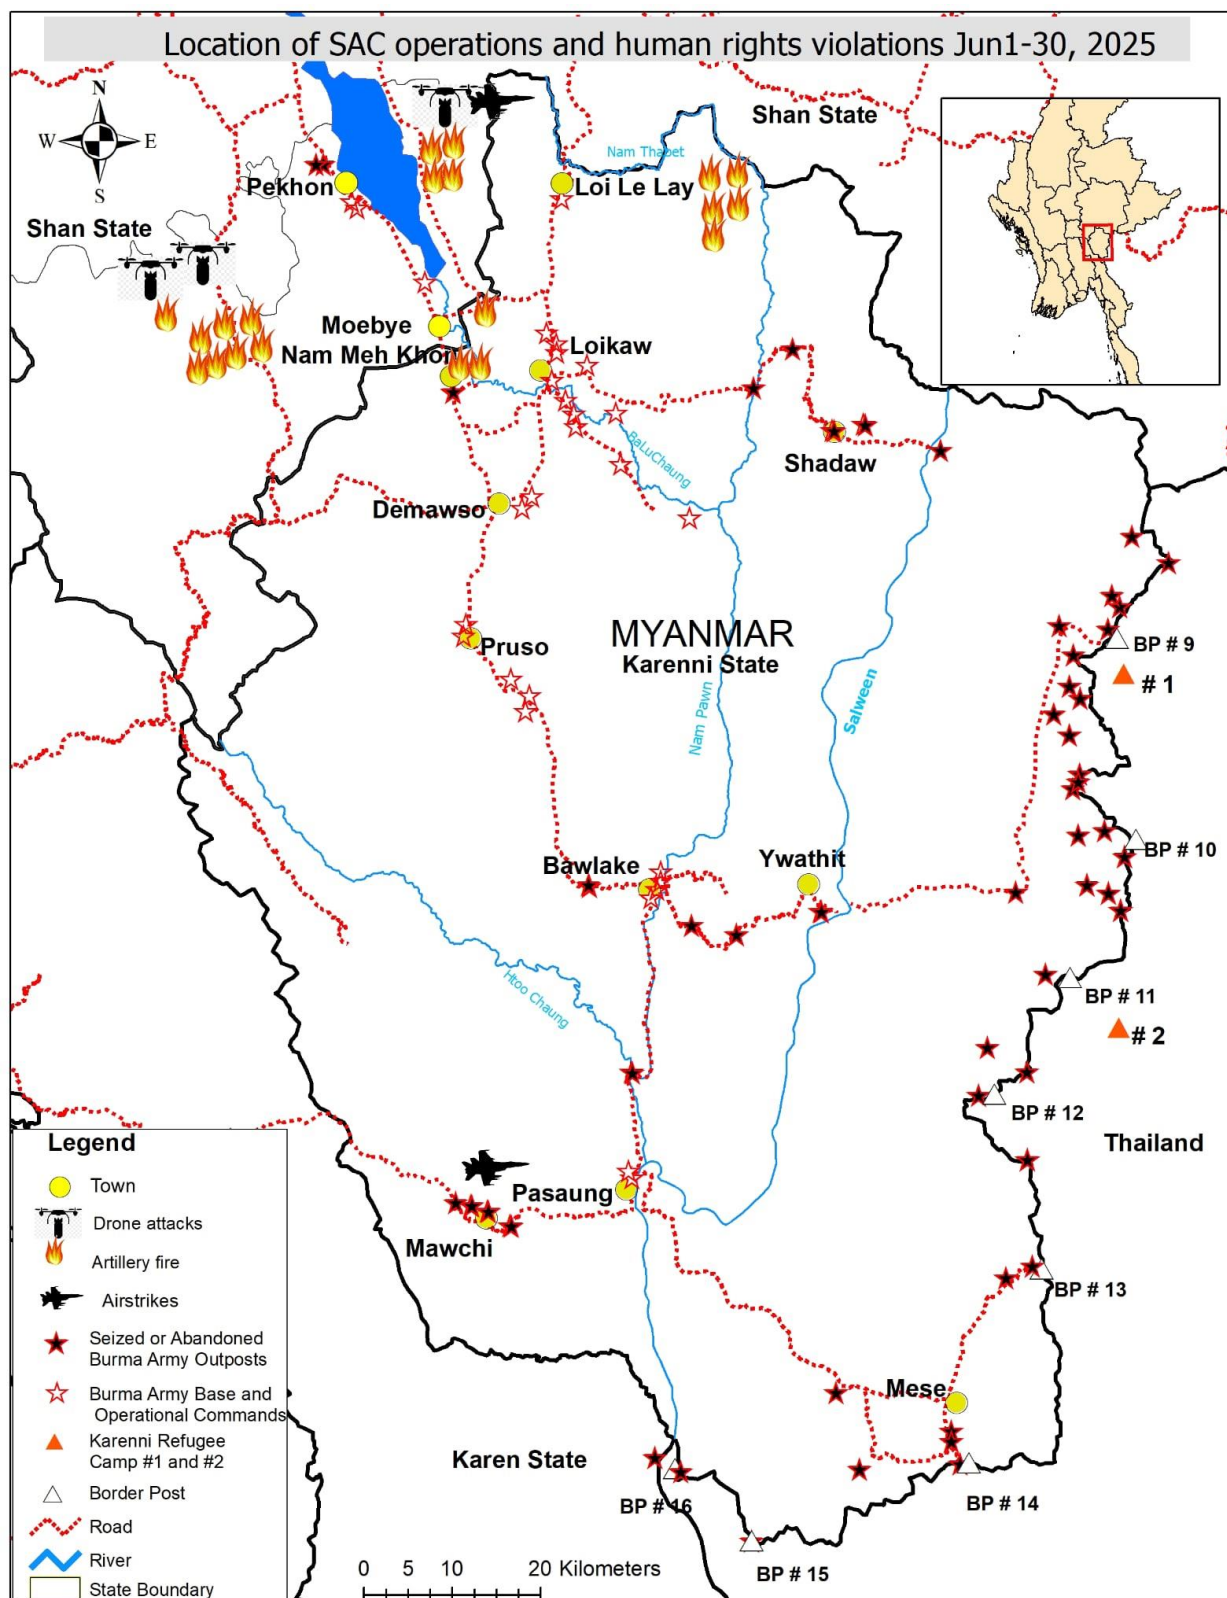 Location of SAC operations and human rights violations Jun1-30, 2025
N
W
E
S
Shan State
Nam Thabet
Pekhon
Loi Le Lay
Shan State
Moebye
Nam Meh Khon
Loikaw
BaLuChaung
Shadaw
Demawso
MYANMAR
Karenni State
Pruso
BP # 9
# 1
Nam Pawn
Salween
BP # 10
Bawlake
Ywathit
Htoo Chaung
BP # 11
# 2
BP # 12
Thailand
Pasaung
Mawchi
BP # 13
Mese
Karen State
BP # 16
BP # 14
BP # 15
Legend
Town
Drone attacks
Artillery fire
Airstrikes
Seized or Abandoned
Burma Army Outposts
Burma Army Base and
Operational Commands
Karenni Refugee
Camp #1 and #2
Border Post
Road
River
State Boundary
0 5 10 20 Kilometers